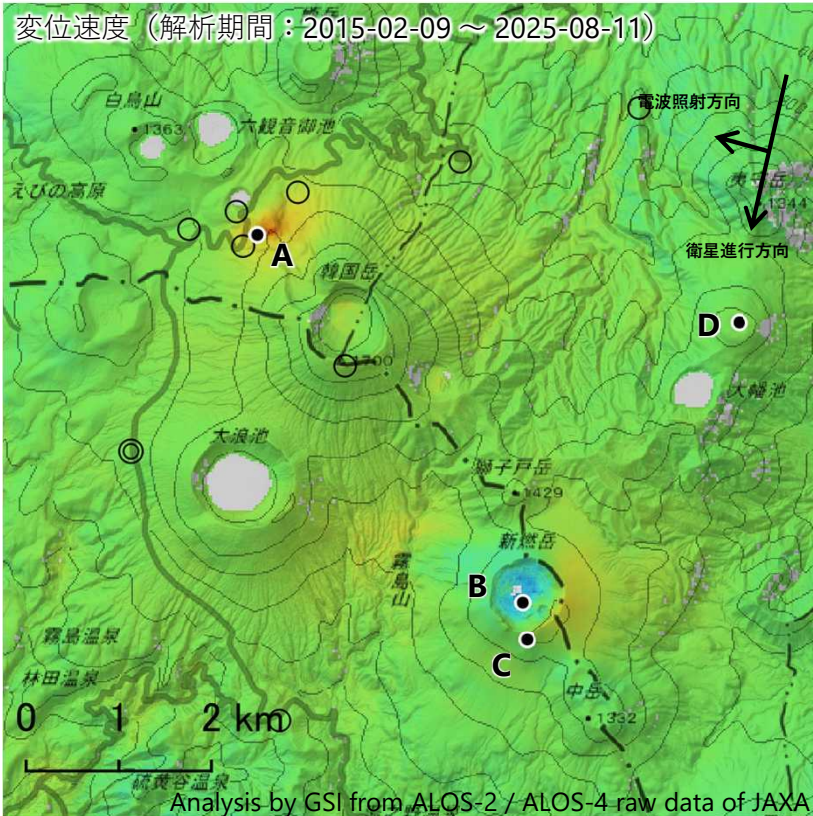 変位速度（解析期間：2015-02-09 ～ 2025-08-11）
電波照射方向
白鳥山
1363
六観音御池
えびの高原
1344
衛星進行方向
A
韓国岳
D
1700
大幡池
大浪池
獅子戸岳
1429
新燃岳
B
霧島山
C
霧島温泉
林田温泉
中岳
1332
0 1 2 km
硫黄谷温泉
Analysis by GSI from ALOS-2 / ALOS-4 raw data of JAXA